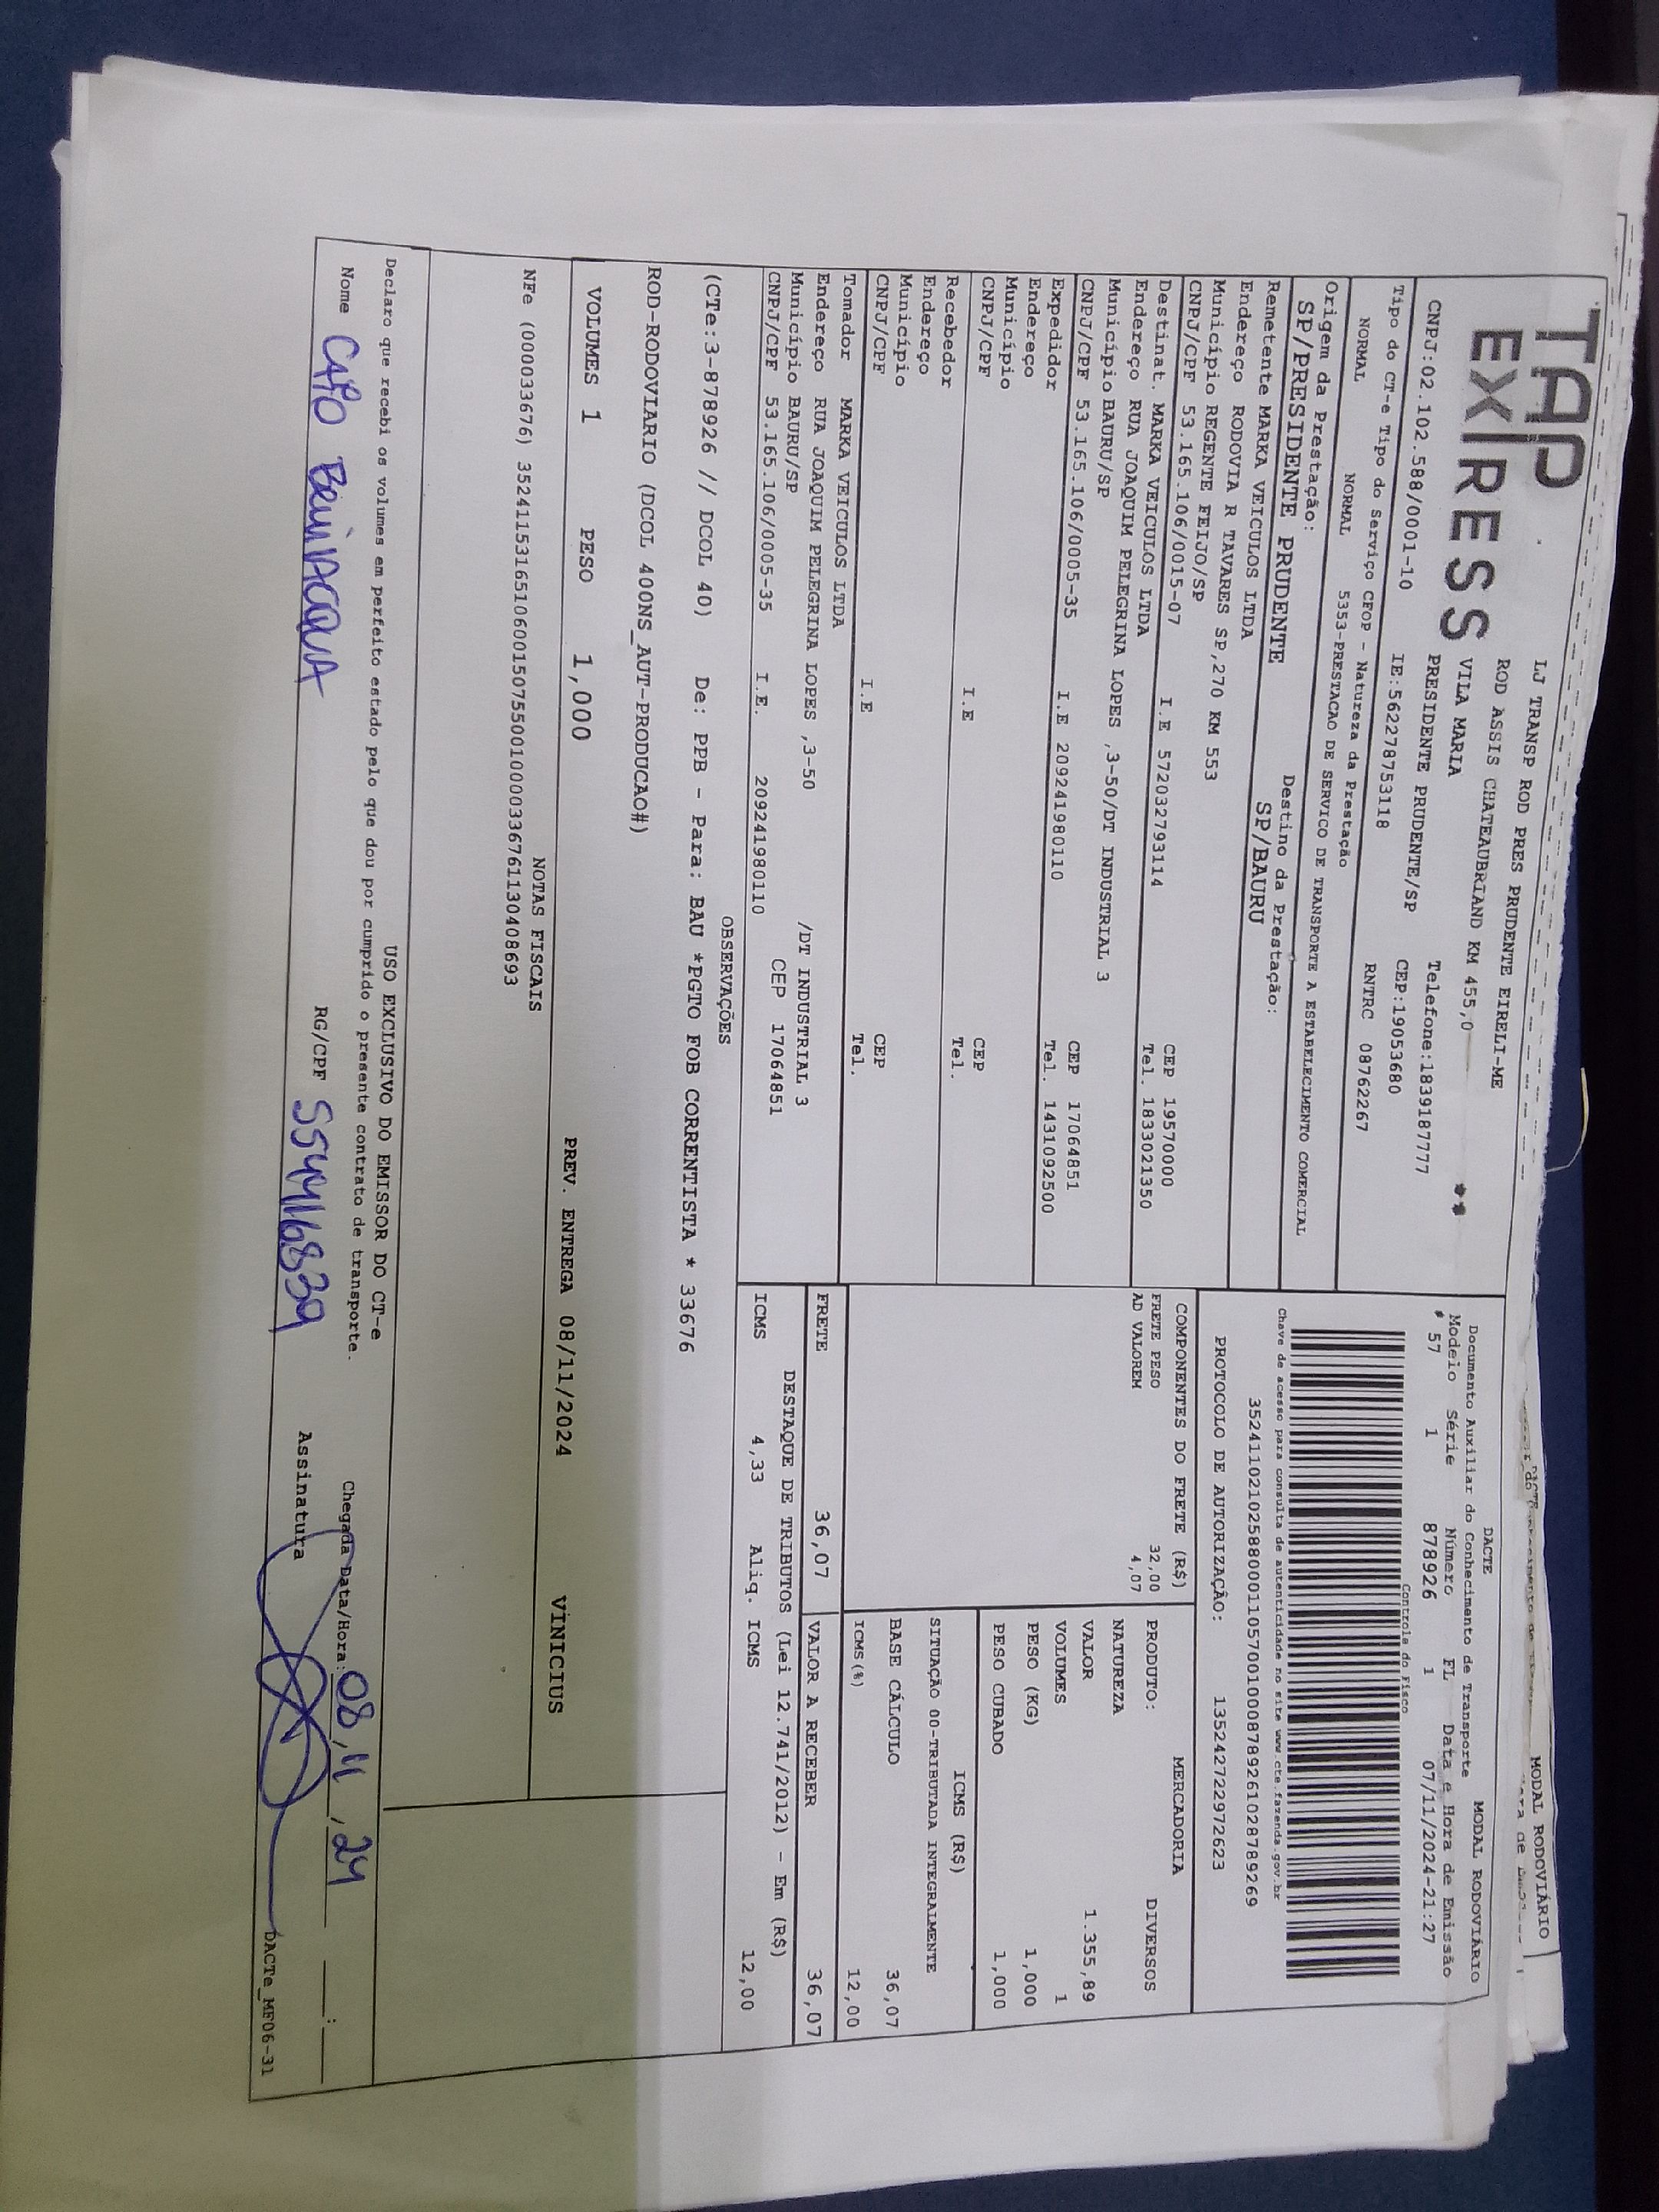 TAP
EXPRESS
LJ TRANSP ROD PRES PRUDENTE EIRELI-ME
ROD ASSIS CHATEAUBRIAND KM 455,0
VILA MARIA
PRESIDENTE PRUDENTE/SP Telefone:1839187777
CNPJ:02.102.588/0001-10 IE:562278753118 CEP:19053680
**
Tipo do CT-e Tipo do Serviço CFOP - Natureza da Prestação RNTRC 08762267
NORMAL NORMAL 5353-PRESTACAO DE SERVICO DE TRANSPORTE A ESTABELECIMENTO COMERCIAL
Origem da Prestação: Destino da Prestação:
SP/PRESIDENTE PRUDENTE SP/BAURU
Remetente MARKA VEICULOS LTDA
Endereço RODOVIA R TAVARES SP,270 KM 553
Município REGENTE FEIJO/SP CEP 19570000
CNPJ/CPF 53.165.106/0015-07 I.E 572032793114 Tel. 1833021350
Destinat. MARKA VEICULOS LTDA
Endereço RUA JOAQUIM PELEGRINA LOPES ,3-50/DT INDUSTRIAL 3
Município BAURU/SP CEP 17064851
CNPJ/CPF 53.165.106/0005-35 I.E 209241980110 Tel. 1431092500
Expedidor
Endereço
Município CEP
CNPJ/CPF I.E Tel.
Recebedor
Endereço
Município CEP
CNPJ/CPF I.E Tel.
Tomador MARKA VEICULOS LTDA
Endereço RUA JOAQUIM PELEGRINA LOPES ,3-50 /DT INDUSTRIAL 3
Município BAURU/SP CEP 17064851
CNPJ/CPF 53.165.106/0005-35 I.E. 209241980110
MODAL RODOVIÁRIO
DACTE
Documento Auxiliar do Conhecimento de Transporte MODAL RODOVIÁRIO
Modelo Série Número FL Data e Hora de Emissão
57 1 878926 1 07/11/2024-21:27
Controle do Fisco
Chave de acesso para consulta de autenticidade no site www.cte.fazenda.gov.br
35241102102588000110570010008789261028789269
PROTOCOLO DE AUTORIZAÇÃO: 135242722972623
COMPONENTES DO FRETE (R$)
FRETE PESO 32,00
AD VALOREM 4,07
MERCADORIA
PRODUTO: DIVERSOS
NATUREZA
VALOR 1.355,89
VOLUMES 1
PESO (KG) 1,000
PESO CUBADO 1,000
ICMS (R$)
SITUAÇÃO 00-TRIBUTADA INTEGRALMENTE
BASE CÁLCULO 36,07
ICMS(%) 12,00
FRETE 36,07 VALOR A RECEBER 36,07
DESTAQUE DE TRIBUTOS (Lei 12.741/2012) - Em (R$)
ICMS 4,33 Aliq. ICMS 12,00
OBSERVAÇÕES
(CTe:3-878926 // DCOL 40) De: PPB - Para: BAU *PGTO FOB CORRENTISTA * 33676
ROD-RODOVIARIO (DCOL 400NS_AUT-PRODUCAO#)
VOLUMES 1 PESO 1,000 PREV. ENTREGA 08/11/2024 VINICIUS
NOTAS FISCAIS
NFe (000033676) 35241153165106001507550010000336761130408693
USO EXCLUSIVO DO EMISSOR DO CT-e
Declaro que recebi os volumes em perfeito estado pelo que dou por cumprido o presente contrato de transporte.
Chegada Data/Hora: 08/11/24 __:__
Nome CAIO BEVILACQUA RG/CPF 554416839 Assinatura
DACTe_MF06-31